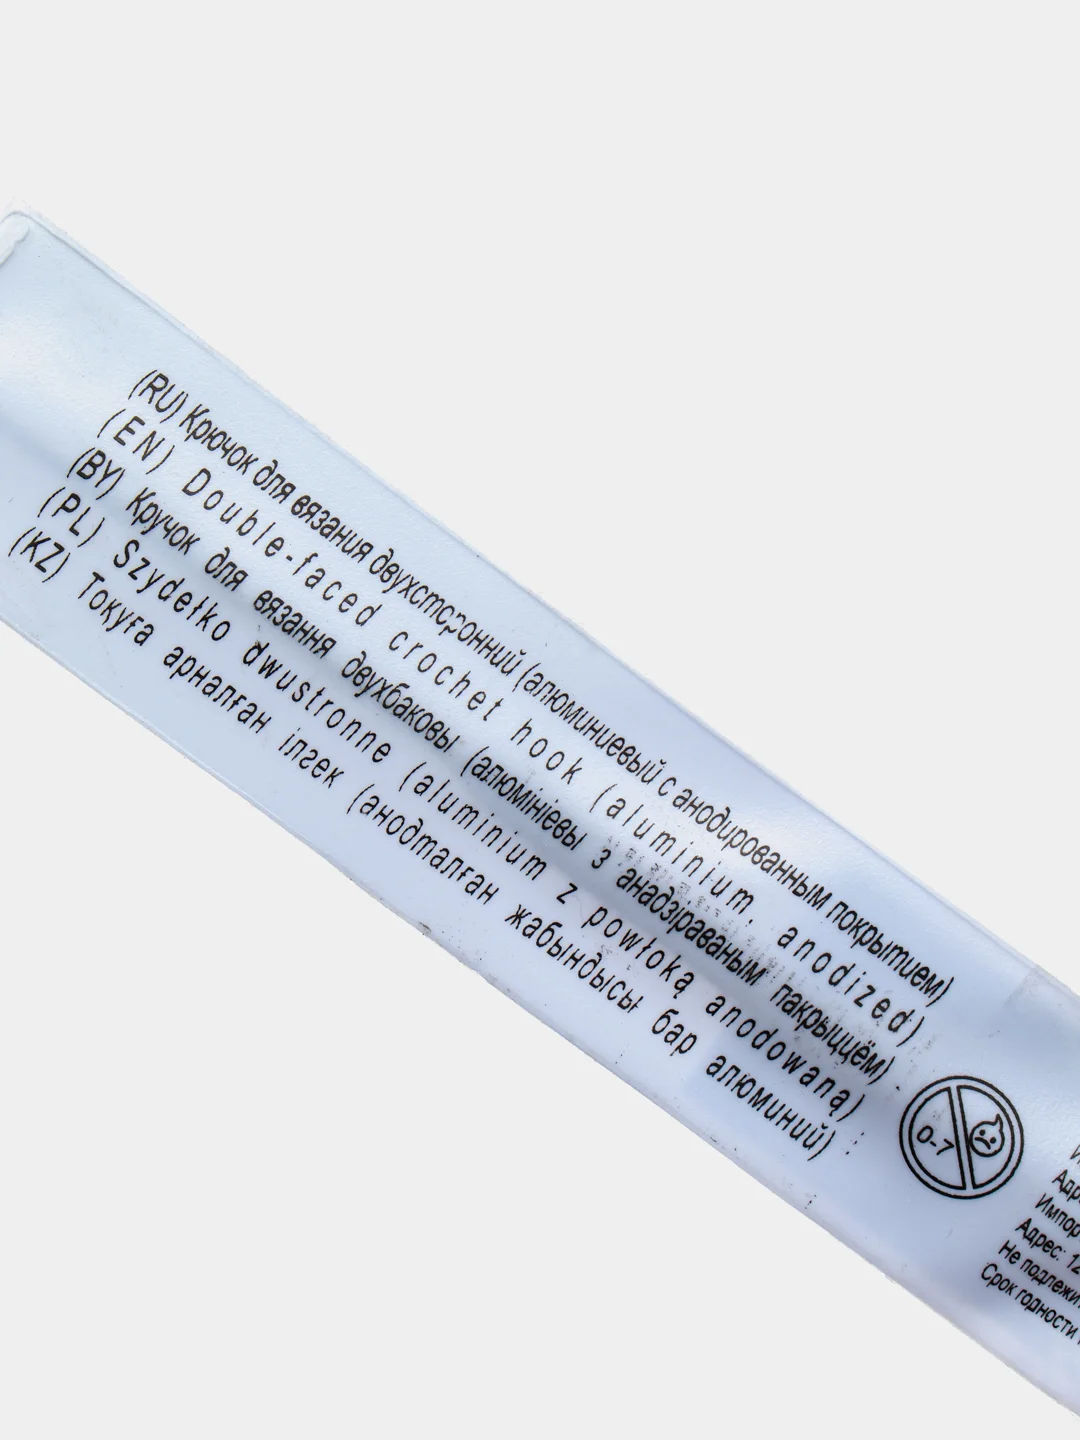 (RU) Крючок для вязания двухсторонний (алюминиевый с анодированным покрытием)
(EN) Double-faced crochet hook (aluminium, anodized)
(BY) Кручок для вязання двухбаковы (алюмініевы з анадзіраваным пакрыццём)
(PL) Szydełko dwustronne (aluminium z powłoką anodowaną)
(KZ) Тоқуға арналған ілгек (анодталған жабындысы бар алюминий)
0-7
Адрес:
Не
Срок годности